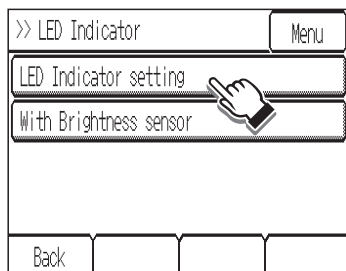 >> LED Indicator
Menu
LED Indicator setting
With Brightness sensor
Back